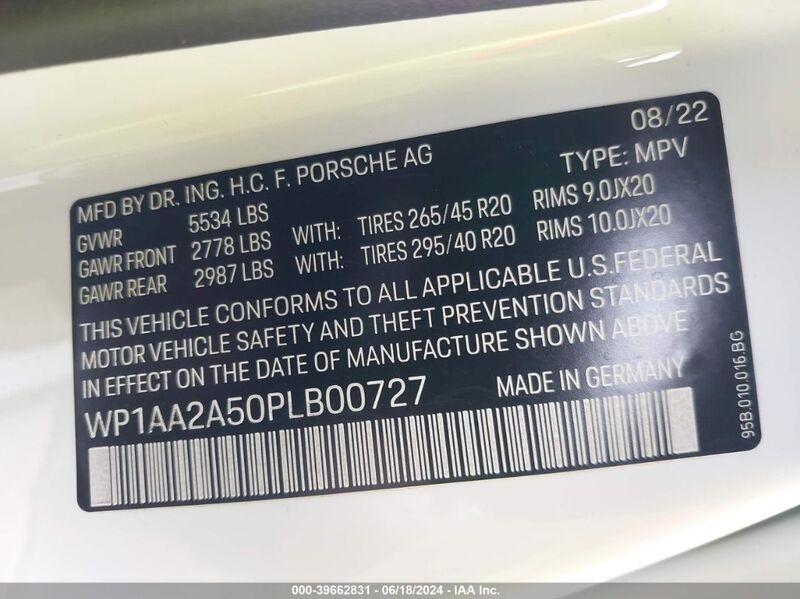 08/22
MFD BY DR. ING. H.C. F. PORSCHE AG TYPE: MPV
GVWR 5534 LBS
GAWR FRONT 2778 LBS WITH: TIRES 265/45 R20 RIMS 9.0JX20
GAWR REAR 2987 LBS WITH: TIRES 295/40 R20 RIMS 10.0JX20
THIS VEHICLE CONFORMS TO ALL APPLICABLE U.S.FEDERAL
MOTOR VEHICLE SAFETY AND THEFT PREVENTION STANDARDS
IN EFFECT ON THE DATE OF MANUFACTURE SHOWN ABOVE
WP1AA2A50PLB00727 MADE IN GERMANY
95B.010.016.BG
000-39662831 / 06/18/2024 - IAA Inc.